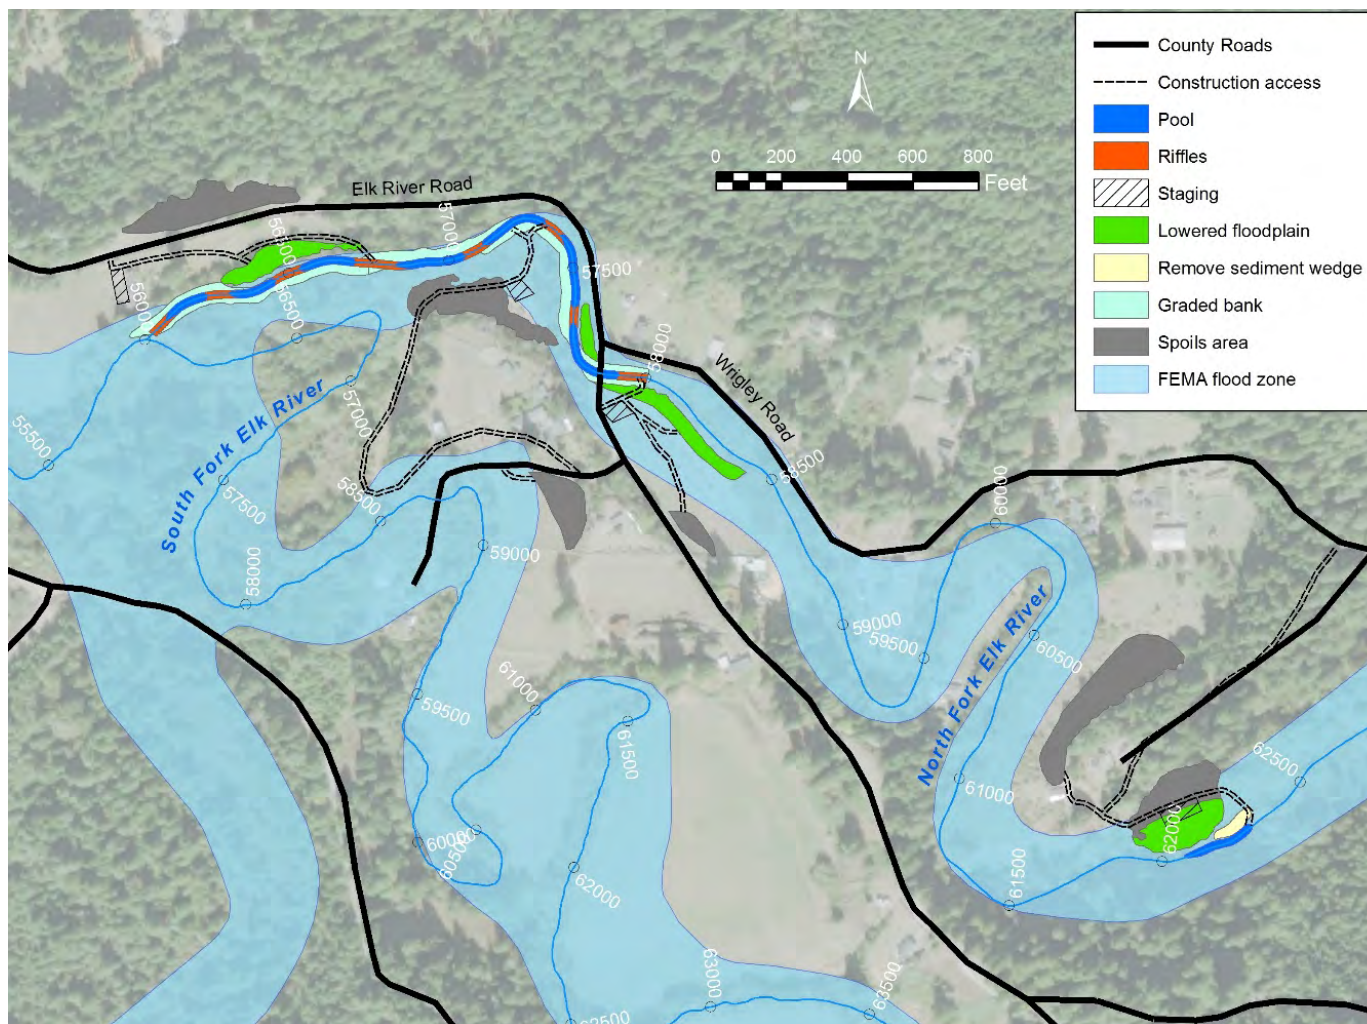 County Roads
Construction access
Pool
Riffles
Staging
Lowered floodplain
Remove sediment wedge
Graded bank
Spoils area
FEMA flood zone
N
0 200 400 600 800
Feet
Elk River Road
57000
56500
57500
56000
56500
58000
Wrigley Road
57000
55500
South Fork Elk River
57500
58500
58500
60000
59000
58000
59000
59500
North Fork Elk River
60500
59500
61000
61500
61000
62500
60000
60500
62000
62000
61500
63000
63500
62500